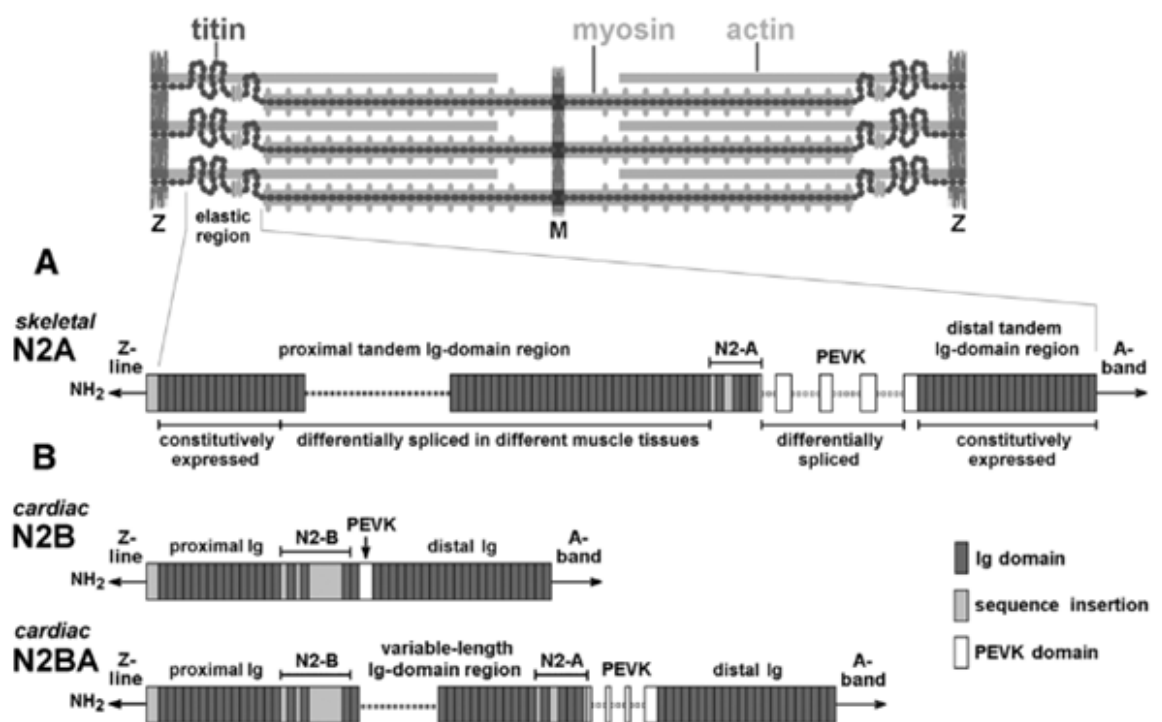 titin
myosin
actin
Z
elastic
region
M
Z
A
skeletal
N2A
Z-
line
NH2
proximal tandem Ig-domain region
N2-A
PEVK
distal tandem
Ig-domain region
A-
band
constitutively
expressed
differentially spliced in different muscle tissues
differentially
spliced
constitutively
expressed
B
cardiac
N2B
Z-
line
NH2
proximal Ig
N2-B
PEVK
distal Ig
A-
band
Ig domain
sequence insertion
PEVK domain
cardiac
N2BA
Z-
line
NH2
proximal Ig
N2-B
variable-length
Ig-domain region
N2-A
PEVK
distal Ig
A-
band